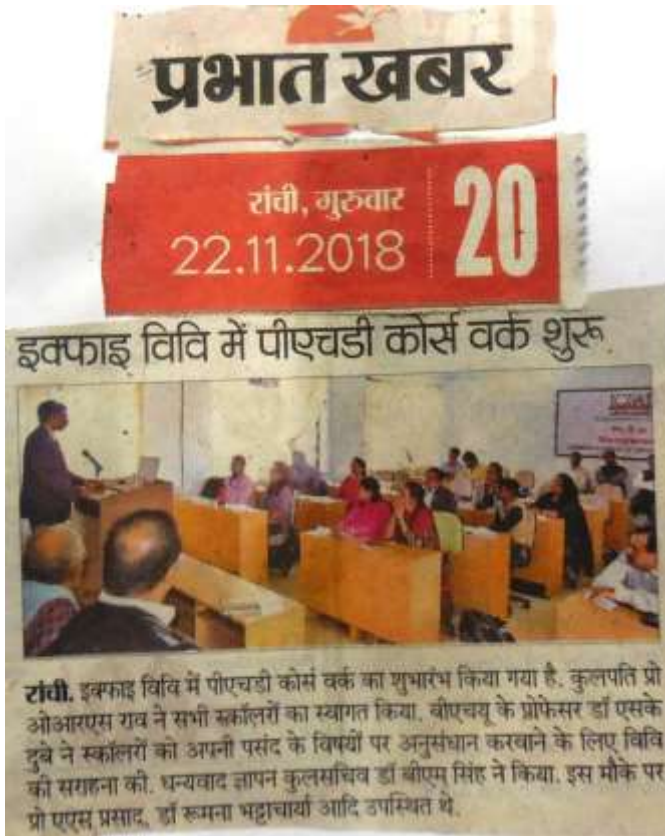 प्रभात खबर
रांची, गुरुवार
22.11.2018
20
इक्फाइ विवि में पीएचडी कोर्स वर्क शुरू
रांची. इक्फाइ विवि में पीएचडी कोर्स वर्क का शुभारंभ किया गया है. कुलपति प्रो
ओआरएस राव ने सभी स्कॉलरों का स्वागत किया. बीएचयू के प्रोफेसर डॉ एसके
दुबे ने स्कॉलरों को अपनी पसंद के विषयों पर अनुसंधान करवाने के लिए विवि
की सराहना की. धन्यवाद ज्ञापन कुलसचिव डॉ बीएम सिंह ने किया. इस मौके पर
प्रो एएस प्रसाद, डॉ रूमना भट्टाचार्या आदि उपस्थित थे.